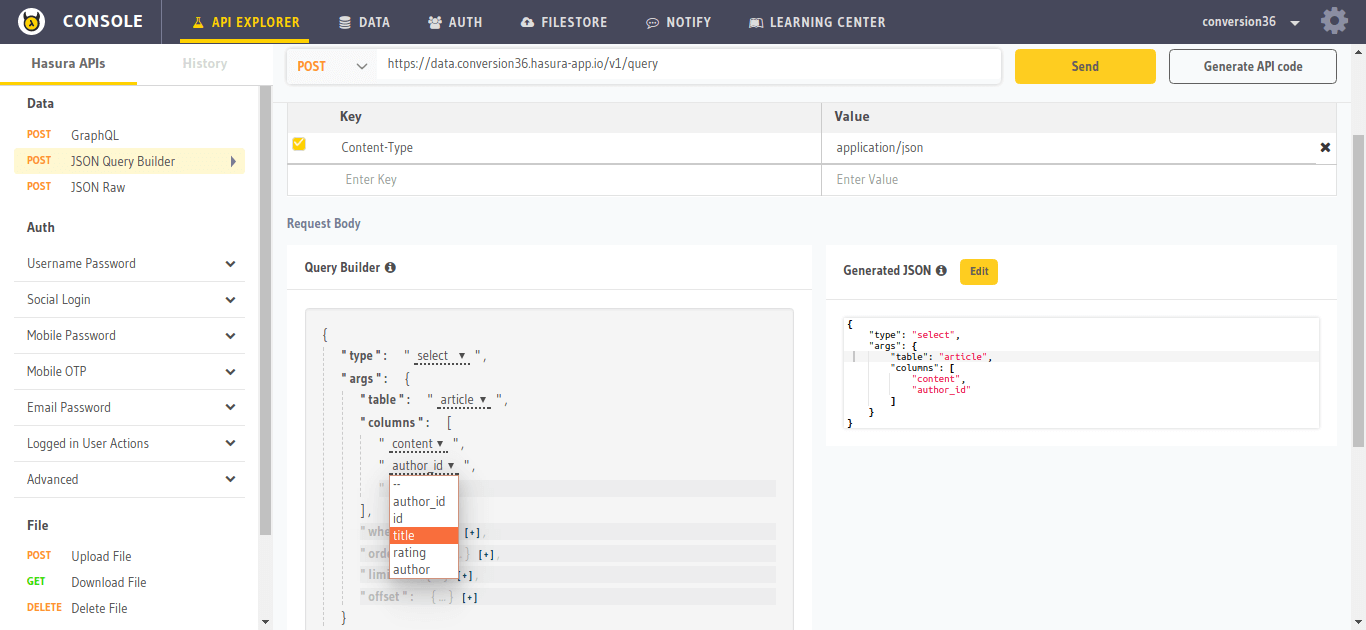 CONSOLE API EXPLORER DATA AUTH FILESTORE NOTIFY LEARNING CENTER conversion36
Hasura APIs History
POST https://data.conversion36.hasura-app.io/v1/query Send Generate API code
Data
POST GraphQL
POST JSON Query Builder
POST JSON Raw
Auth
Username Password
Social Login
Mobile Password
Mobile OTP
Email Password
Logged in User Actions
Advanced
File
POST Upload File
GET Download File
DELETE Delete File
Key Value
Content-Type application/json
Enter Key Enter Value
Request Body
Query Builder
{
"type": "select",
"args": {
"table": "article",
"columns": [
"content",
"author_id",
"
--
author_id
id
title
rating
author
],
"whe [+],
"orde ...} [+],
"limi [+],
"offset": {...} [+]
}
Generated JSON Edit
{
"type": "select",
"args": {
"table": "article",
"columns": [
"content",
"author_id"
]
}
}